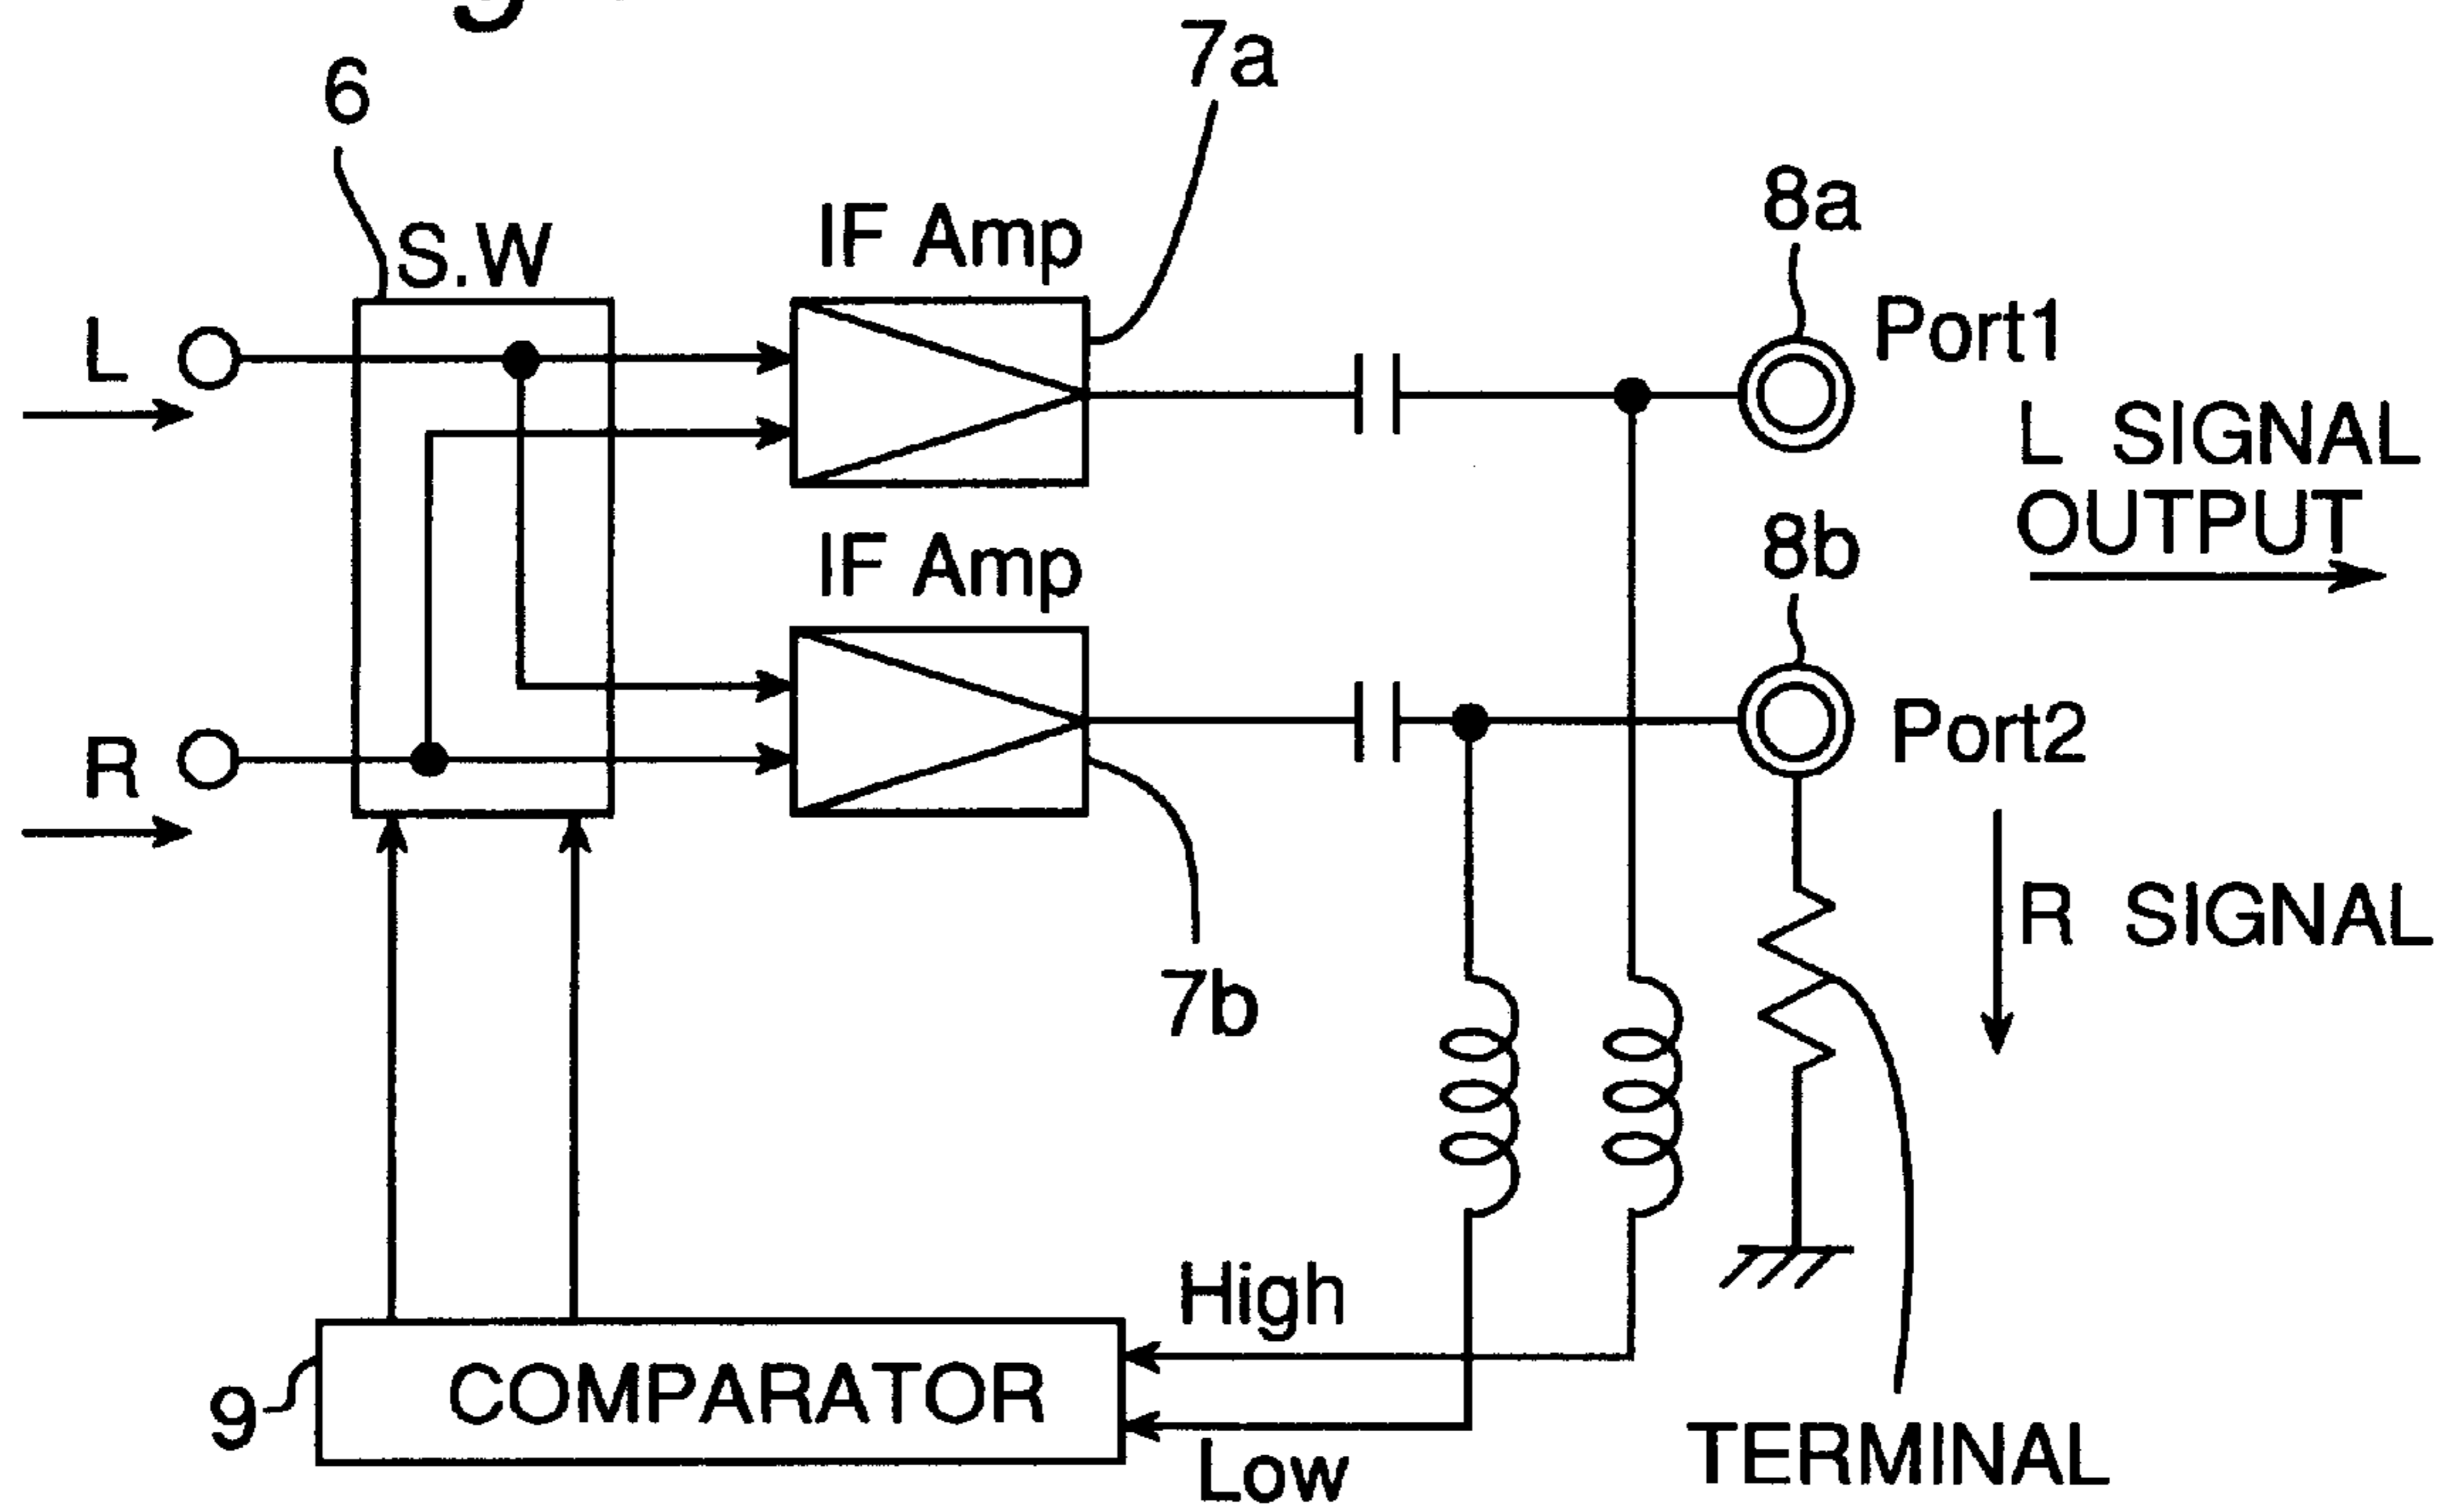 6
7a
S.W
IF Amp
8a
Port1
L
L SIGNAL
OUTPUT
8b
IF Amp
R
Port2
R SIGNAL
7b
High
9
COMPARATOR
Low
TERMINAL